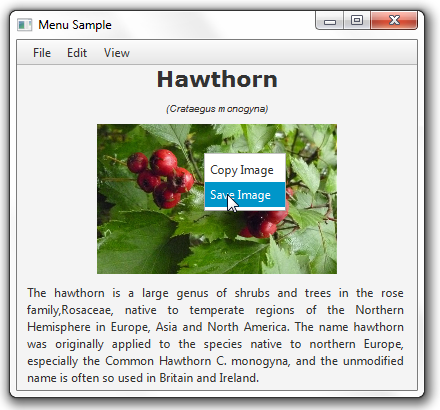 Menu Sample
File Edit View
Hawthorn
(Crataegus monogyna)
Copy Image
Save Image
The hawthorn is a large genus of shrubs and trees in the rose
family,Rosaceae, native to temperate regions of the Northern
Hemisphere in Europe, Asia and North America. The name hawthorn
was originally applied to the species native to northern Europe,
especially the Common Hawthorn C. monogyna, and the unmodified
name is often so used in Britain and Ireland.